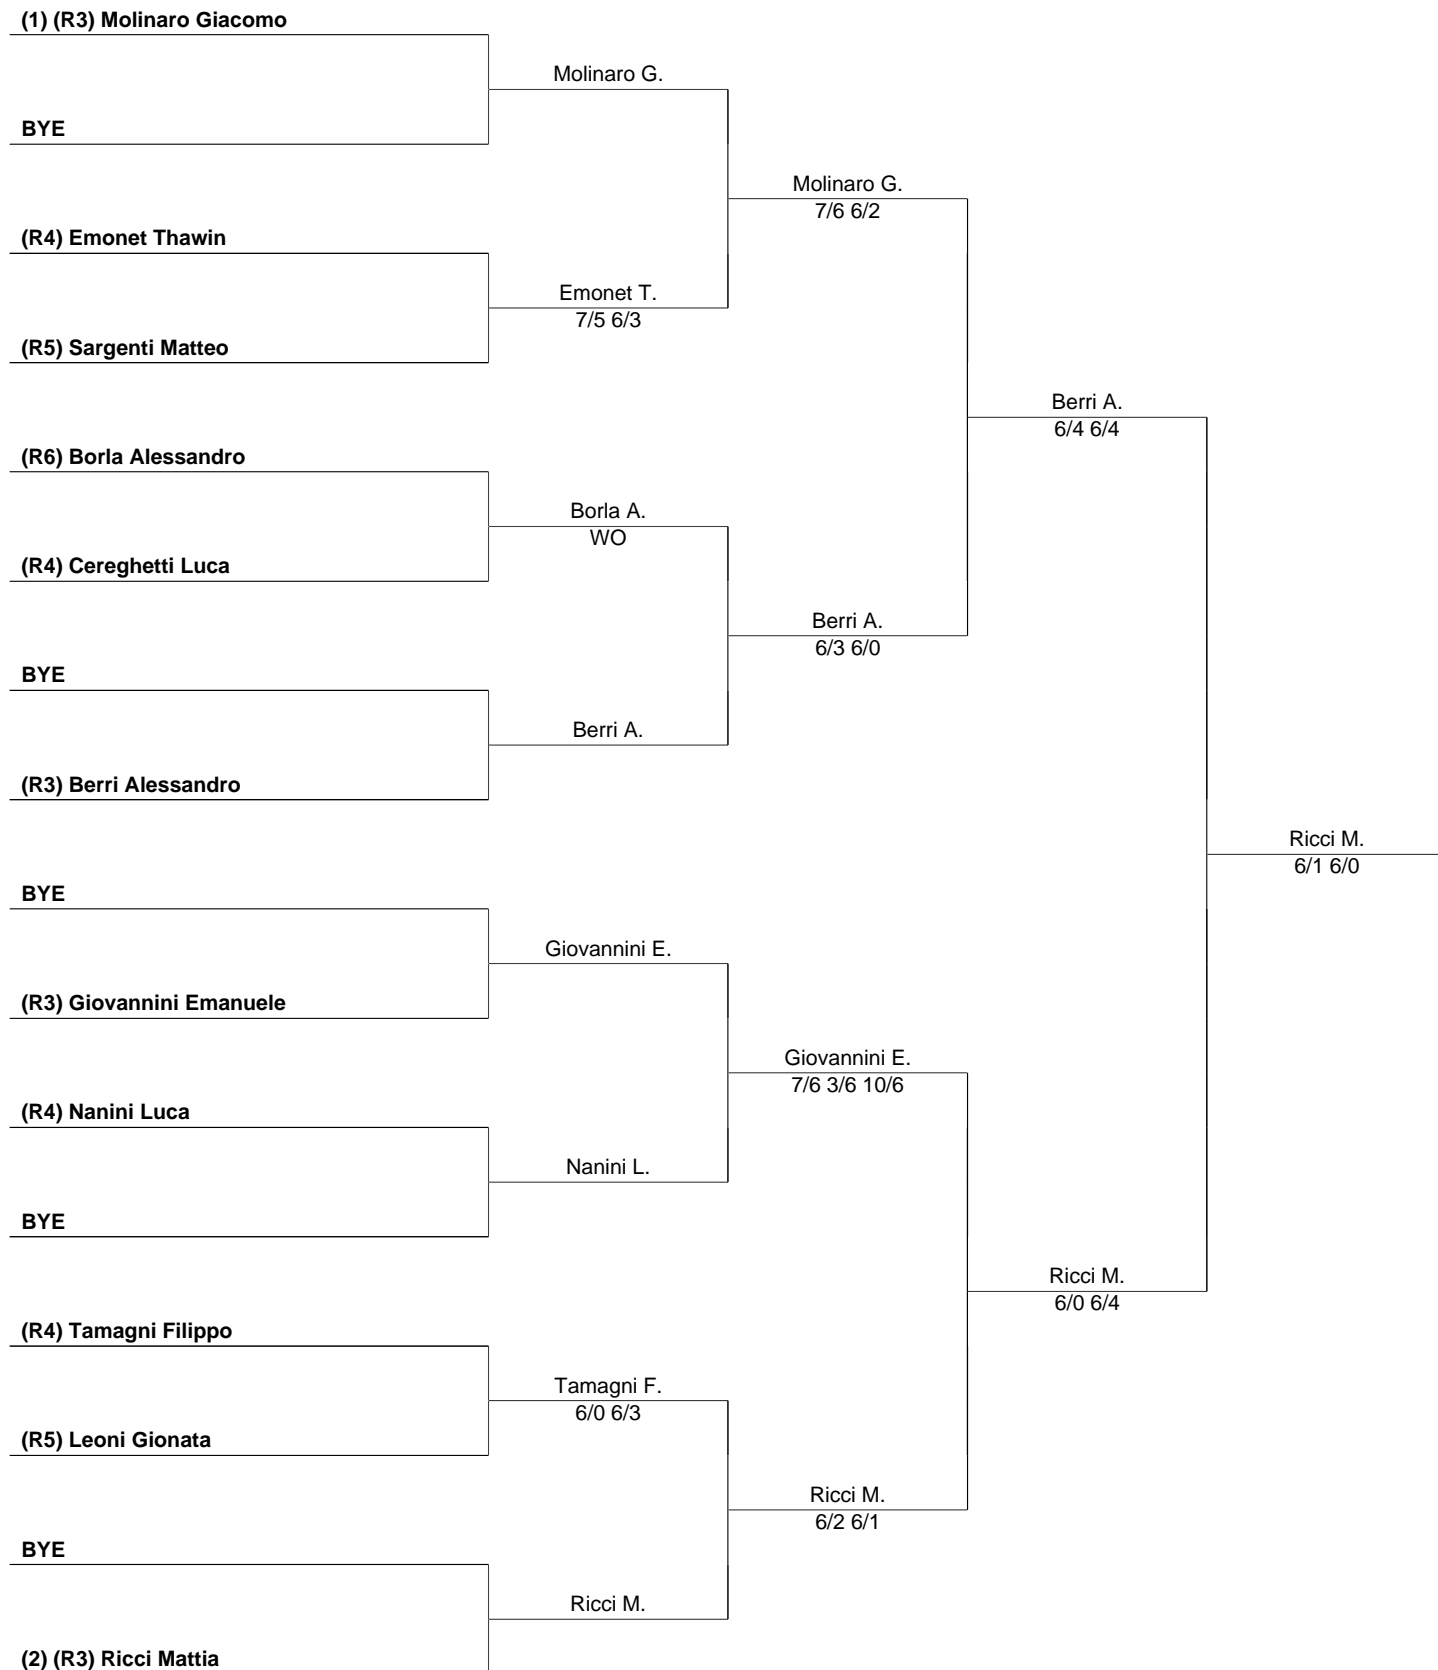 (1) (R3) Molinaro Giacomo
Molinaro G.
BYE
Molinaro G.
7/6 6/2
(R4) Emonet Thawin
Emonet T.
7/5 6/3
(R5) Sargenti Matteo
Berri A.
6/4 6/4
(R6) Borla Alessandro
Borla A.
WO
(R4) Cereghetti Luca
Berri A.
6/3 6/0
BYE
Berri A.
(R3) Berri Alessandro
Ricci M.
6/1 6/0
BYE
Giovannini E.
(R3) Giovannini Emanuele
Giovannini E.
7/6 3/6 10/6
(R4) Nanini Luca
Nanini L.
BYE
Ricci M.
6/0 6/4
(R4) Tamagni Filippo
Tamagni F.
6/0 6/3
(R5) Leoni Gionata
Ricci M.
6/2 6/1
BYE
Ricci M.
(2) (R3) Ricci Mattia